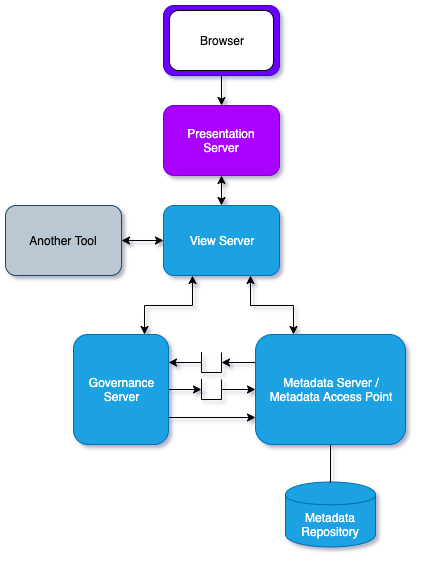 Browser
Presentation
Server
Another Tool
View Server
Governance
Server
Metadata Server /
Metadata Access Point
Metadata
Repository